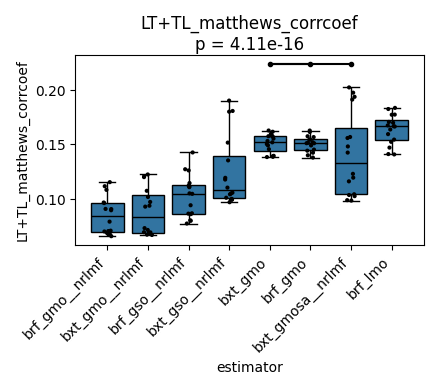 LT+TL_matthews_corrcoef
p = 4.11e-16
LT+TL_matthews_corrcoef
0.20
0.15
0.10
brf_gmo__nrlmf
bxt_gmo__nrlmf
brf_gso__nrlmf
bxt_gso__nrlmf
bxt_gmo
brf_gmo
bxt_gmosa__nrlmf
brf_lmo
estimator